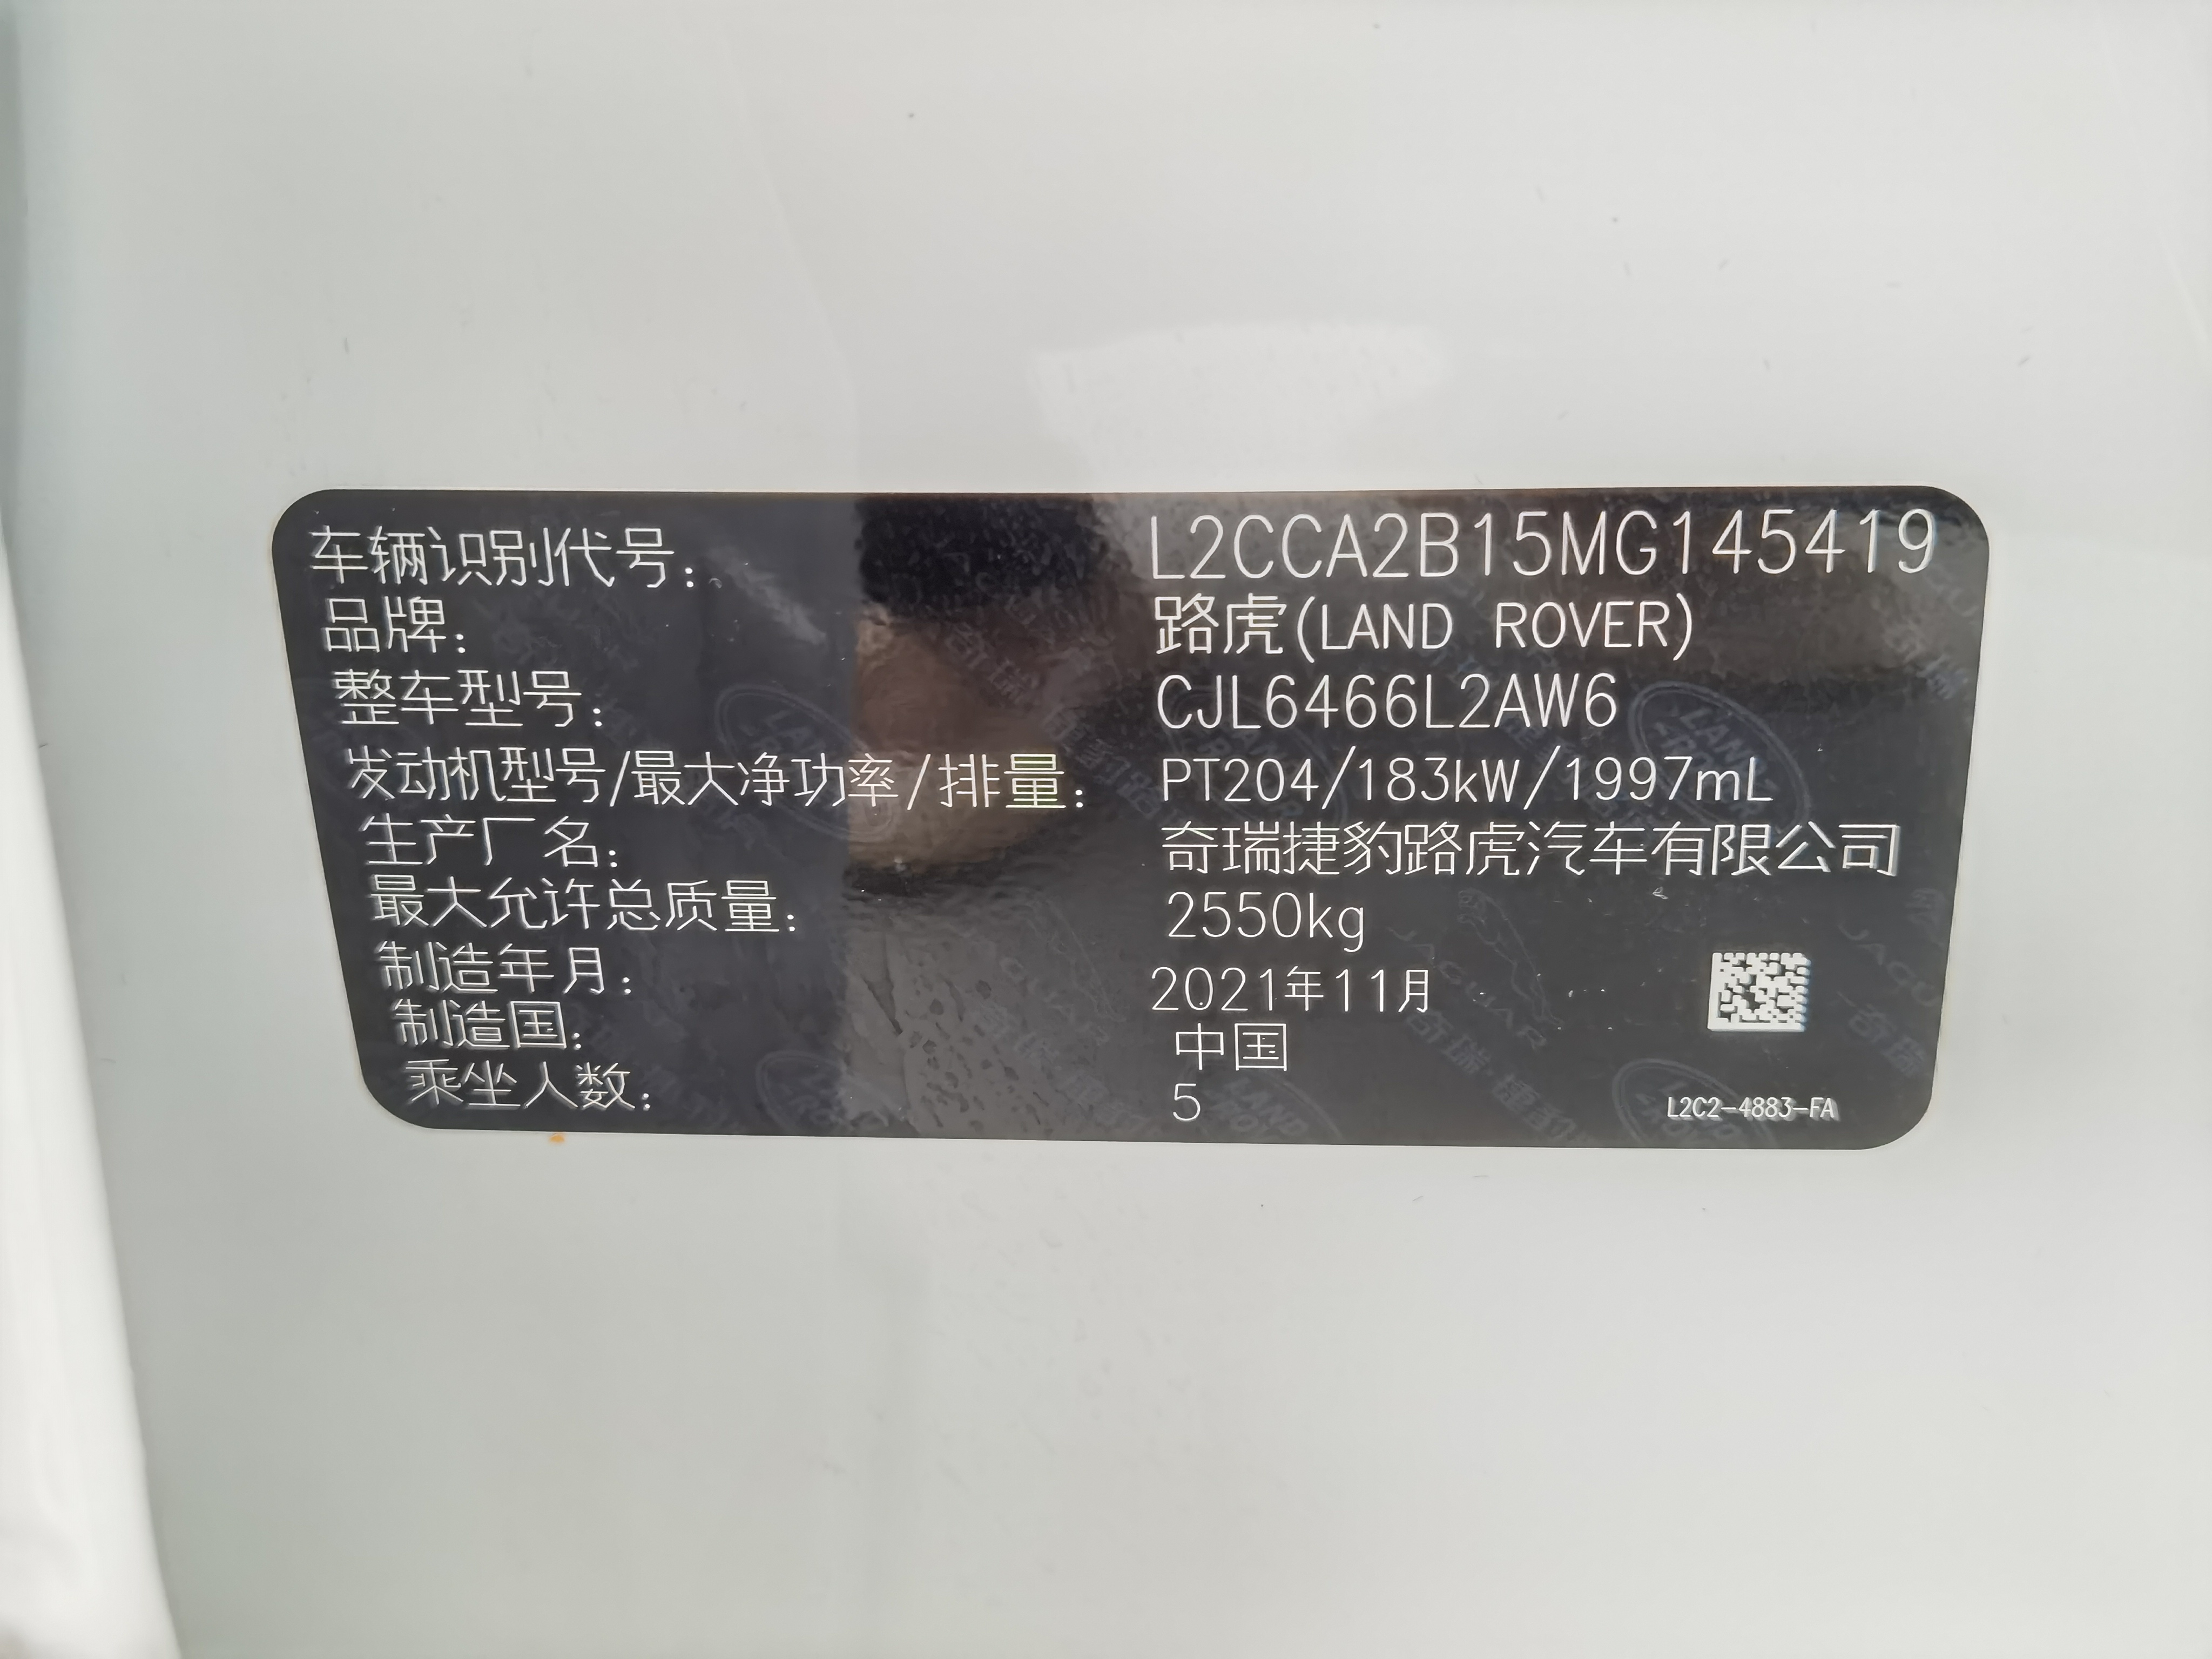 车辆识别代号: L2CCA2B15MG145419
品牌: 路虎(LAND ROVER)
整车型号: CJL6466L2AW6
发动机型号/最大净功率/排量: PT204/183kW/1997mL
生产厂名: 奇瑞捷豹路虎汽车有限公司
最大允许总质量: 2550kg
制造年月: 2021年11月
制造国: 中国
乘坐人数: 5
L2C2-4883-FA